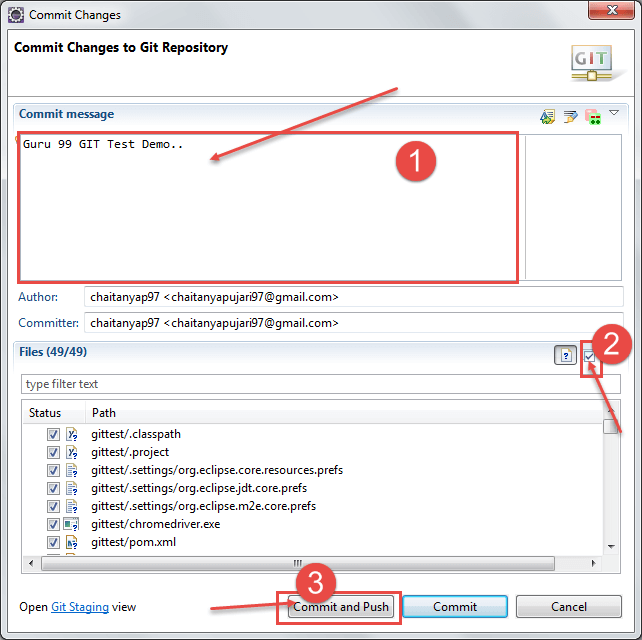 Commit Changes
Commit Changes to Git Repository
GIT
Commit message
Guru 99 GIT Test Demo..
1
Author: chaitanyap97 <chaitanyapujari97@gmail.com>
Committer: chaitanyap97 <chaitanyapujari97@gmail.com>
2
Files (49/49)
type filter text
Status Path
gittest/.classpath
gittest/.project
gittest/.settings/org.eclipse.core.resources.prefs
gittest/.settings/org.eclipse.jdt.core.prefs
gittest/.settings/org.eclipse.m2e.core.prefs
gittest/chromedriver.exe
gittest/pom.xml
3
Open Git Staging view Commit and Push Commit Cancel